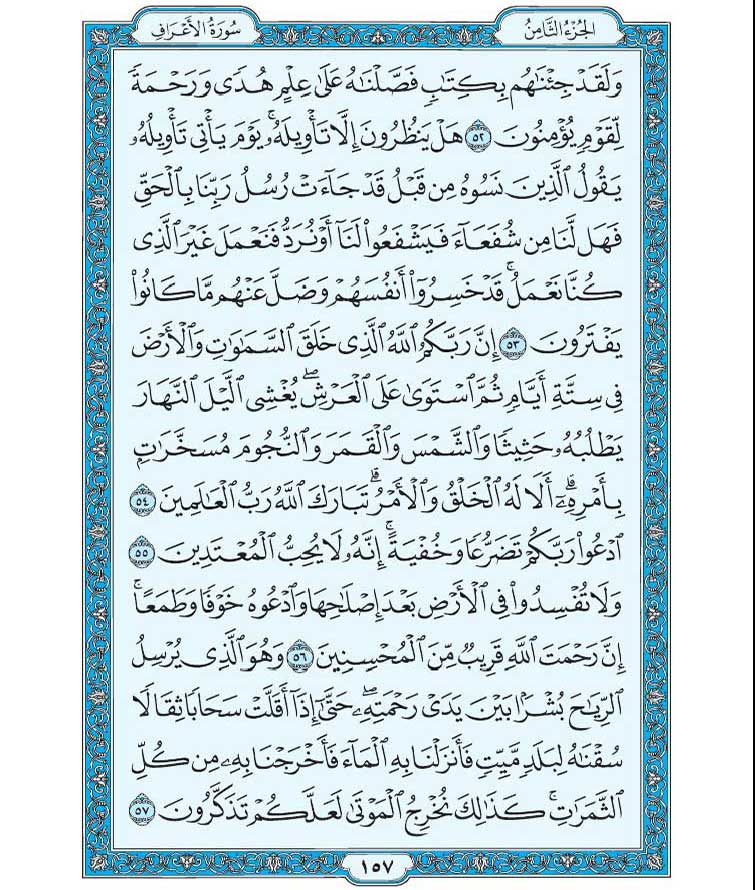 الجُزْءُ الثَّامِنُ
سُورَةُ الأَعْرَافِ
وَلَقَدْ جِئْنَٰهُم بِكِتَٰبٍ فَصَّلْنَٰهُ عَلَىٰ عِلْمٍ هُدًى وَرَحْمَةً
لِّقَوْمٍ يُؤْمِنُونَ ٥٢ هَلْ يَنظُرُونَ إِلَّا تَأْوِيلَهُۥۚ يَوْمَ يَأْتِي تَأْوِيلُهُۥ
يَقُولُ ٱلَّذِينَ نَسُوهُ مِن قَبْلُ قَدْ جَآءَتْ رُسُلُ رَبِّنَا بِٱلْحَقِّ
فَهَل لَّنَا مِن شُفَعَآءَ فَيَشْفَعُوا۟ لَنَآ أَوْ نُرَدُّ فَنَعْمَلَ غَيْرَ ٱلَّذِي
كُنَّا نَعْمَلُۚ قَدْ خَسِرُوٓا۟ أَنفُسَهُمْ وَضَلَّ عَنْهُم مَّا كَانُوا۟
يَفْتَرُونَ ٥٣ إِنَّ رَبَّكُمُ ٱللَّهُ ٱلَّذِي خَلَقَ ٱلسَّمَٰوَٰتِ وَٱلْأَرْضَ
فِي سِتَّةِ أَيَّامٍ ثُمَّ ٱسْتَوَىٰ عَلَى ٱلْعَرْشِۖ يُغْشِي ٱلَّيْلَ ٱلنَّهَارَ
يَطْلُبُهُۥ حَثِيثًا وَٱلشَّمْسَ وَٱلْقَمَرَ وَٱلنُّجُومَ مُسَخَّرَٰتٍۭ
بِأَمْرِهِۦٓۗ أَلَا لَهُ ٱلْخَلْقُ وَٱلْأَمْرُۗ تَبَارَكَ ٱللَّهُ رَبُّ ٱلْعَٰلَمِينَ ٥٤
ٱدْعُوا۟ رَبَّكُمْ تَضَرُّعًا وَخُفْيَةًۚ إِنَّهُۥ لَا يُحِبُّ ٱلْمُعْتَدِينَ ٥٥
وَلَا تُفْسِدُوا۟ فِي ٱلْأَرْضِ بَعْدَ إِصْلَٰحِهَا وَٱدْعُوهُ خَوْفًا وَطَمَعًاۚ
إِنَّ رَحْمَتَ ٱللَّهِ قَرِيبٌ مِّنَ ٱلْمُحْسِنِينَ ٥٦ وَهُوَ ٱلَّذِي يُرْسِلُ
ٱلرِّيَٰحَ بُشْرًۢا بَيْنَ يَدَيْ رَحْمَتِهِۦۖ حَتَّىٰٓ إِذَآ أَقَلَّتْ سَحَابًا ثِقَالًا
سُقْنَٰهُ لِبَلَدٍ مَّيِّتٍ فَأَنزَلْنَا بِهِ ٱلْمَآءَ فَأَخْرَجْنَا بِهِۦ مِن كُلِّ
ٱلثَّمَرَٰتِۚ كَذَٰلِكَ نُخْرِجُ ٱلْمَوْتَىٰ لَعَلَّكُمْ تَذَكَّرُونَ ٥٧
١٥٧